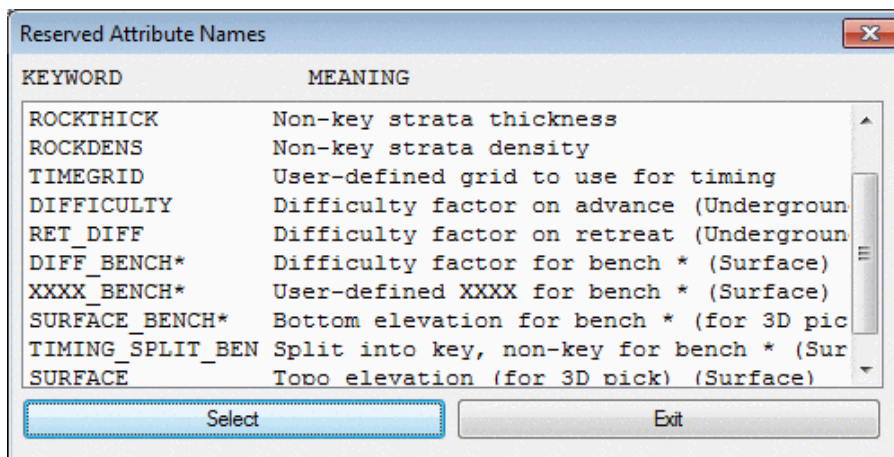 Reserved Attribute Names
KEYWORD MEANING
ROCKTHICK Non-key strata thickness
ROCKDENS Non-key strata density
TIMEGRID User-defined grid to use for timing
DIFFICULTY Difficulty factor on advance (Undergroun
RET_DIFF Difficulty factor on retreat (Undergroun
DIFF_BENCH* Difficulty factor for bench * (Surface)
XXXX_BENCH* User-defined XXXX for bench * (Surface)
SURFACE_BENCH* Bottom elevation for bench * (for 3D pic
TIMING_SPLIT_BEN Split into key, non-key for bench * (Sur
SURFACE Topo elevation (for 3D pick) (Surface)
Select Exit